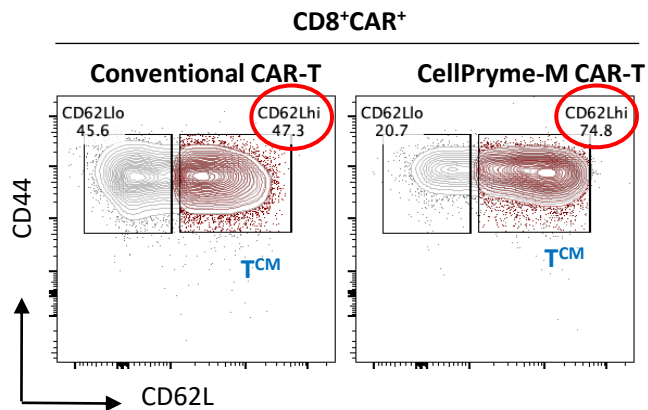 CD8⁺CAR⁺
Conventional CAR-T
CellPryme-M CAR-T
CD62Llo
45.6
CD62Lhi
47.3
CD62Llo
20.7
CD62Lhi
74.8
CD44
Tᶜᴹ
Tᶜᴹ
CD62L